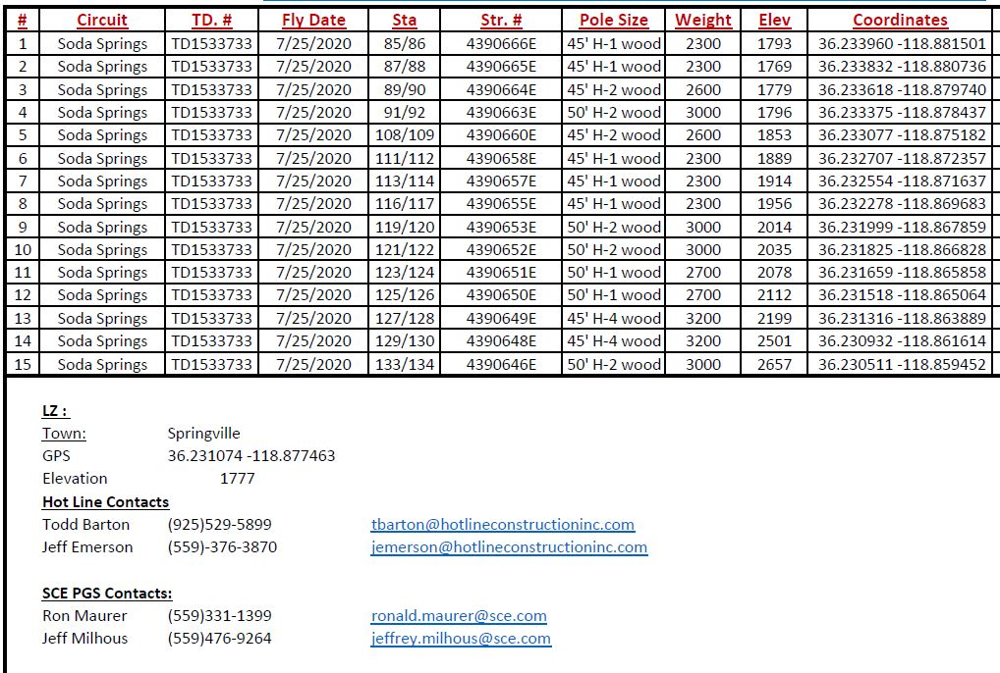 # Circuit TD. # Fly Date Sta Str. # Pole Size Weight Elev Coordinates
1 Soda Springs TD1533733 7/25/2020 85/86 4390666E 45' H-1 wood 2300 1793 36.233960 -118.881501
2 Soda Springs TD1533733 7/25/2020 87/88 4390665E 45' H-1 wood 2300 1769 36.233832 -118.880736
3 Soda Springs TD1533733 7/25/2020 89/90 4390664E 45' H-2 wood 2600 1779 36.233618 -118.879740
4 Soda Springs TD1533733 7/25/2020 91/92 4390663E 50' H-2 wood 3000 1796 36.233375 -118.878437
5 Soda Springs TD1533733 7/25/2020 108/109 4390660E 45' H-2 wood 2600 1853 36.233077 -118.875182
6 Soda Springs TD1533733 7/25/2020 111/112 4390658E 45' H-1 wood 2300 1889 36.232707 -118.872357
7 Soda Springs TD1533733 7/25/2020 113/114 4390657E 45' H-1 wood 2300 1914 36.232554 -118.871637
8 Soda Springs TD1533733 7/25/2020 116/117 4390655E 45' H-1 wood 2300 1956 36.232278 -118.869683
9 Soda Springs TD1533733 7/25/2020 119/120 4390653E 50' H-2 wood 3000 2014 36.231999 -118.867859
10 Soda Springs TD1533733 7/25/2020 121/122 4390652E 50' H-2 wood 3000 2035 36.231825 -118.866828
11 Soda Springs TD1533733 7/25/2020 123/124 4390651E 50' H-1 wood 2700 2078 36.231659 -118.865858
12 Soda Springs TD1533733 7/25/2020 125/126 4390650E 50' H-1 wood 2700 2112 36.231518 -118.865064
13 Soda Springs TD1533733 7/25/2020 127/128 4390649E 45' H-4 wood 3200 2199 36.231316 -118.863889
14 Soda Springs TD1533733 7/25/2020 129/130 4390648E 45' H-4 wood 3200 2501 36.230932 -118.861614
15 Soda Springs TD1533733 7/25/2020 133/134 4390646E 50' H-2 wood 3000 2657 36.230511 -118.859452
LZ :
Town: Springville
GPS 36.231074 -118.877463
Elevation 1777
Hot Line Contacts
Todd Barton (925)529-5899 tbarton@hotlineconstructioninc.com
Jeff Emerson (559)-376-3870 jemerson@hotlineconstructioninc.com
SCE PGS Contacts:
Ron Maurer (559)331-1399 ronald.maurer@sce.com
Jeff Milhous (559)476-9264 jeffrey.milhous@sce.com